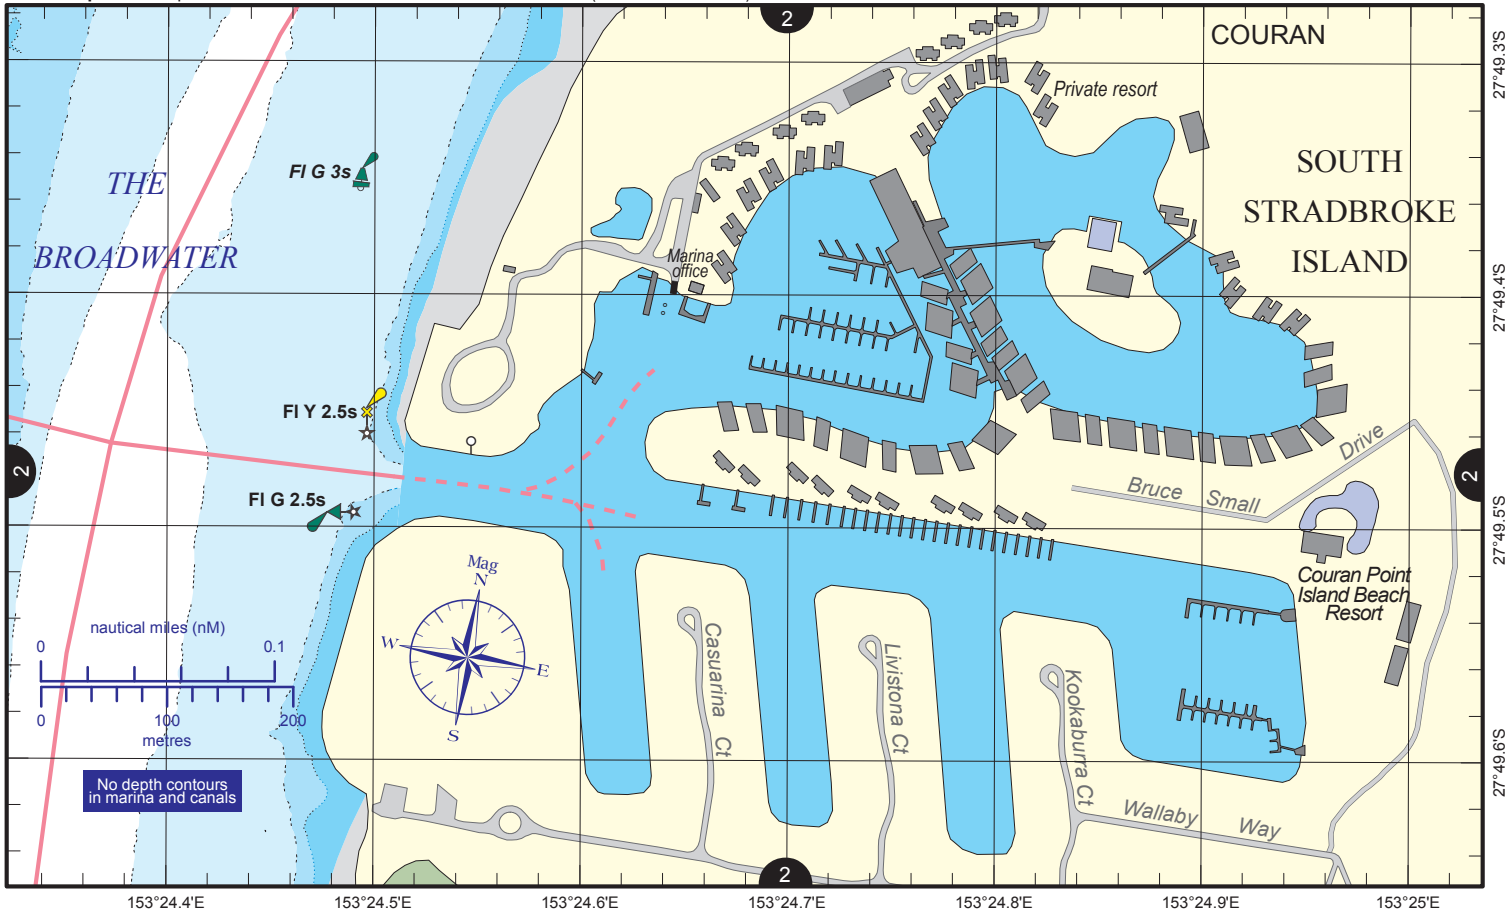 2
COURAN
Private resort
SOUTH
STRADBROKE
ISLAND
Fl G 3s
THE
BROADWATER
Marina
office
Fl Y 2.5s
Fl G 2.5s
2
2
Bruce Small
Drive
Couran Point
Island Beach
Resort
Mag
N
W
E
S
nautical miles (nM)
0
0.1
0
100
200
metres
No depth contours
in marina and canals
Casuarina Ct
Livistona Ct
Kookaburra Ct
Wallaby Way
2
27°49.3'S
27°49.4'S
27°49.5'S
27°49.6'S
153°24.4'E
153°24.5'E
153°24.6'E
153°24.7'E
153°24.8'E
153°24.9'E
153°25'E